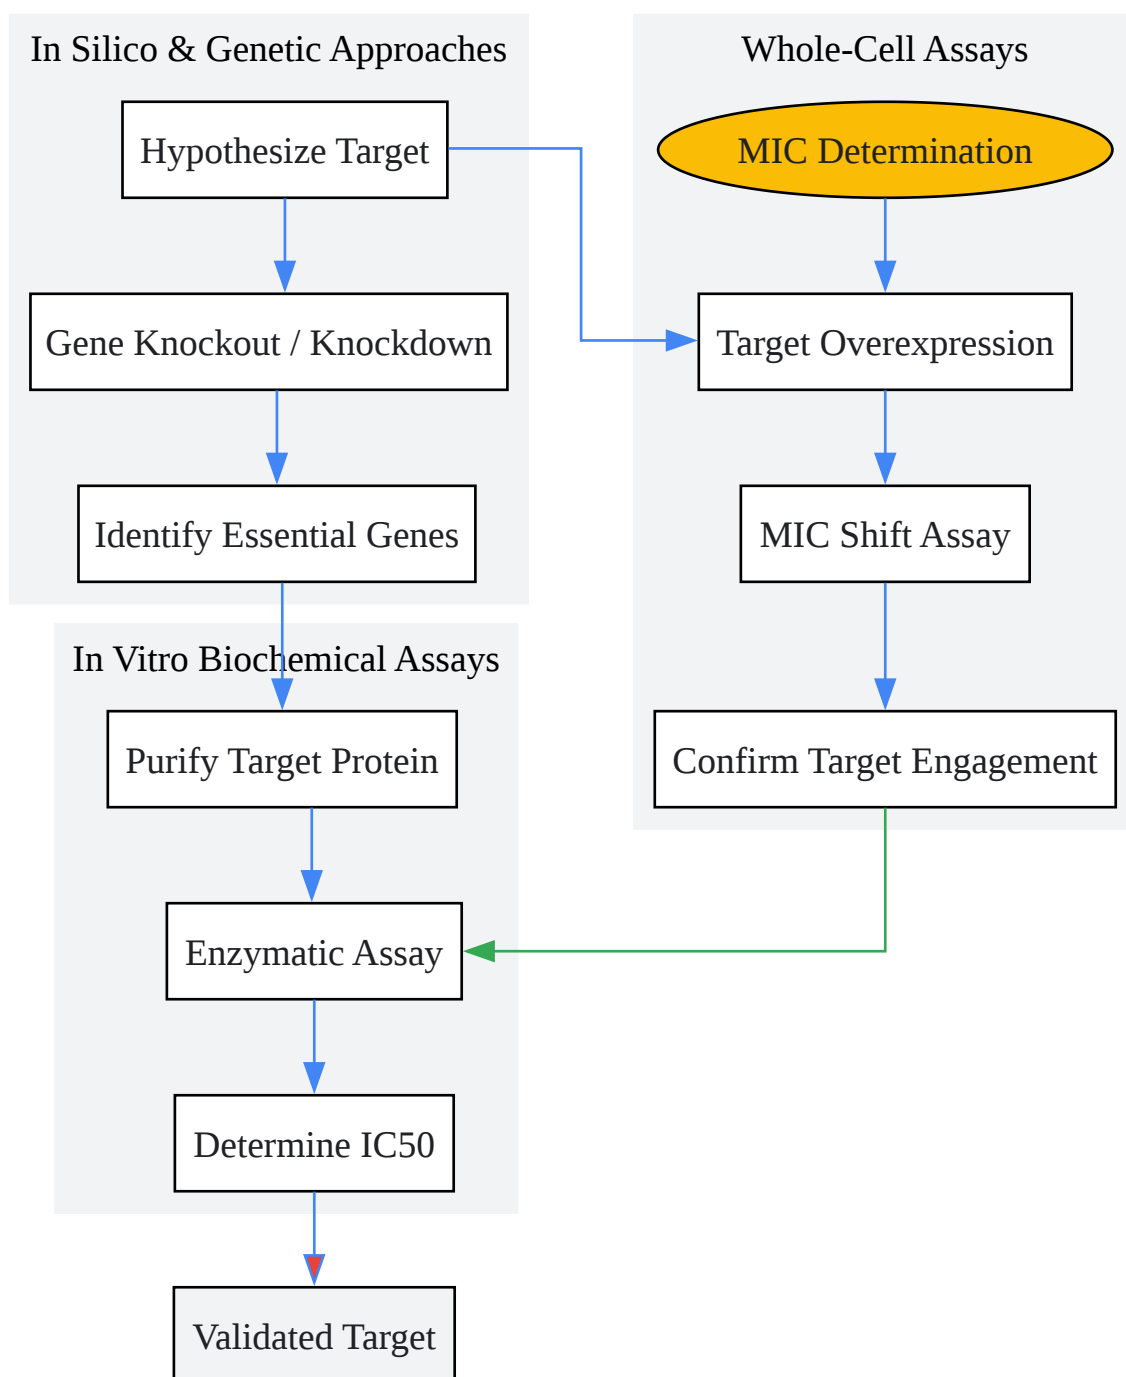 In Silico & Genetic Approaches
Hypothesize Target
Gene Knockout / Knockdown
Identify Essential Genes
Whole-Cell Assays
MIC Determination
Target Overexpression
MIC Shift Assay
Confirm Target Engagement
In Vitro Biochemical Assays
Purify Target Protein
Enzymatic Assay
Determine IC50
Validated Target